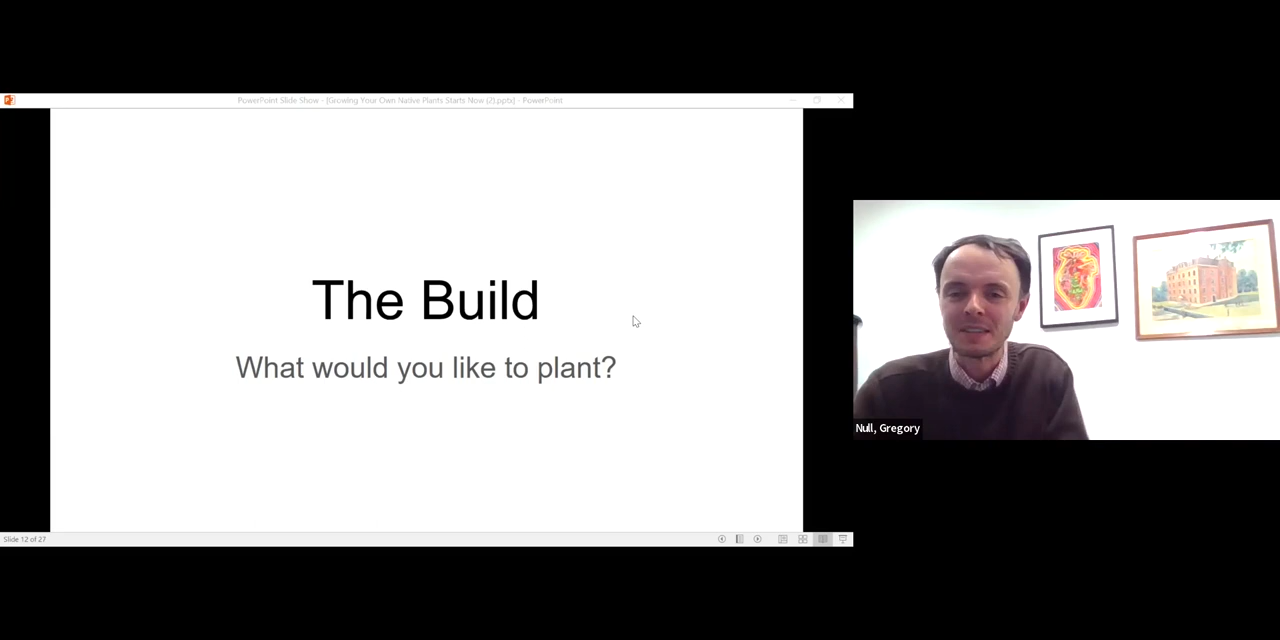 PowerPoint Slide Show - [Growing Your Own Native Plants Starts Now (2).pptx] - PowerPoint
The Build
What would you like to plant?
Null, Gregory
Slide 12 of 27